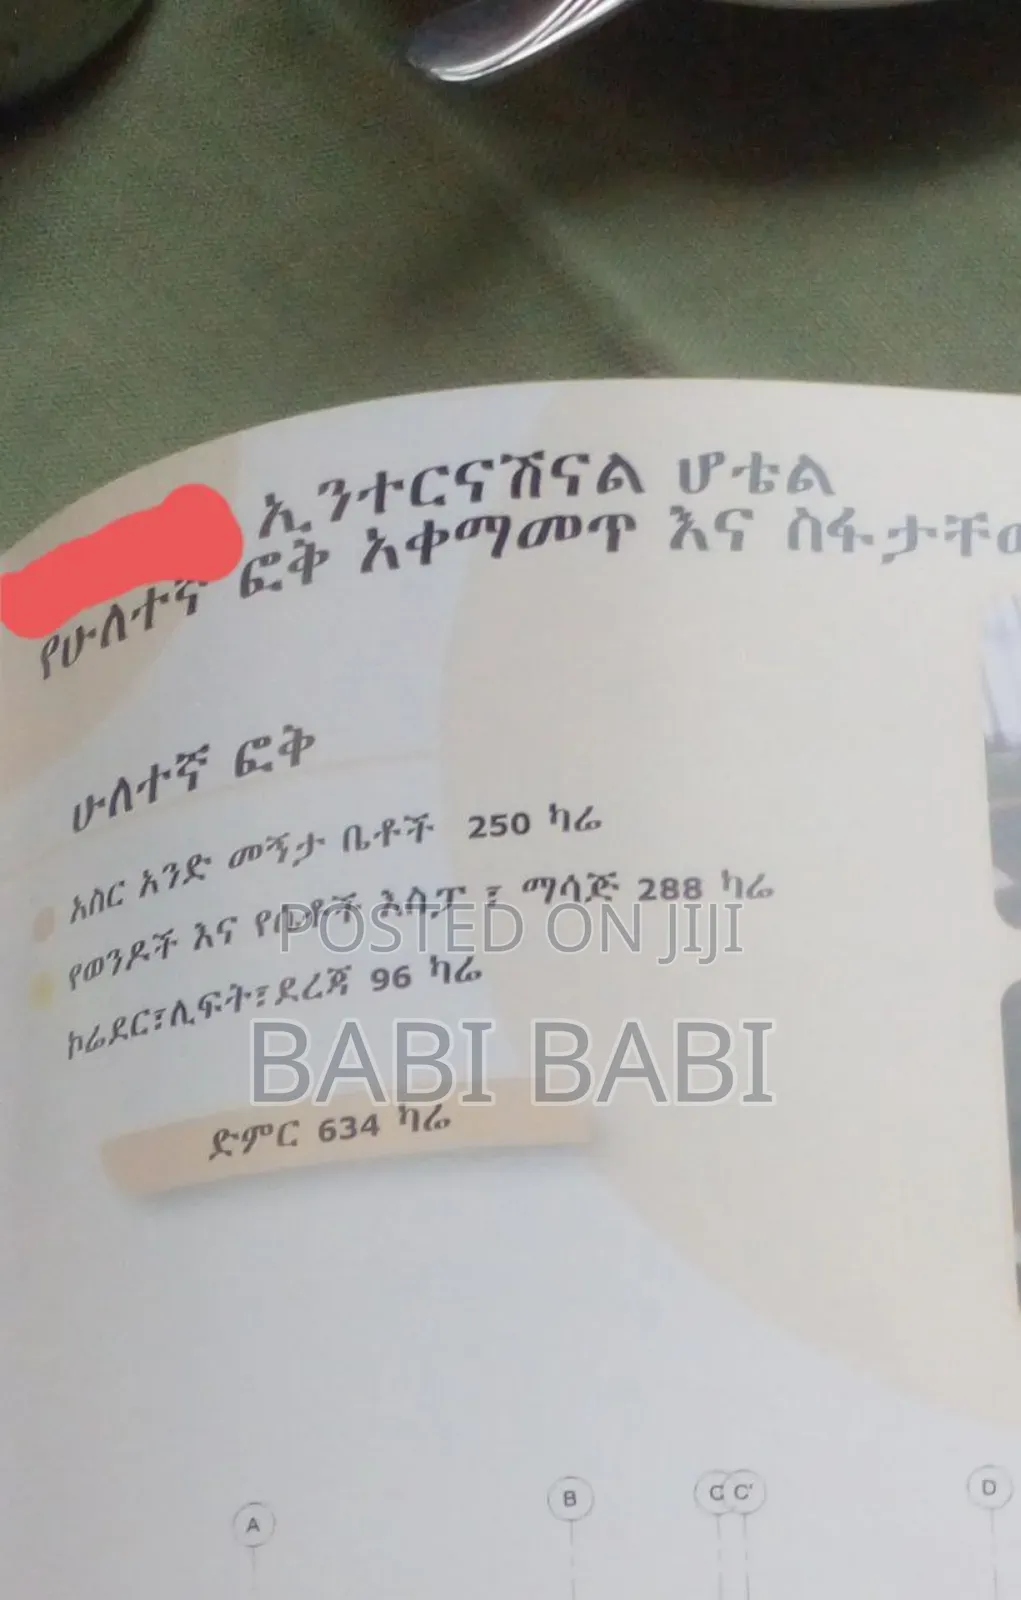 ኢንተርናሽናል ሆቴል
የሁለተኛ ፎቅ አቀማመጥ እና ስፋታቸው
ሁለተኛ ፎቅ
አስር አንድ መኝታ ቤቶች 250 ካሬ
የወንዶች እና የሴቶች እስፓ ፣ ማሳጅ 288 ካሬ
POSTED ON JIJI
ኮሬደር፣ሊፍት፣ደረጃ 96 ካሬ
BABI BABI
ድምር 634 ካሬ
A B C C' D